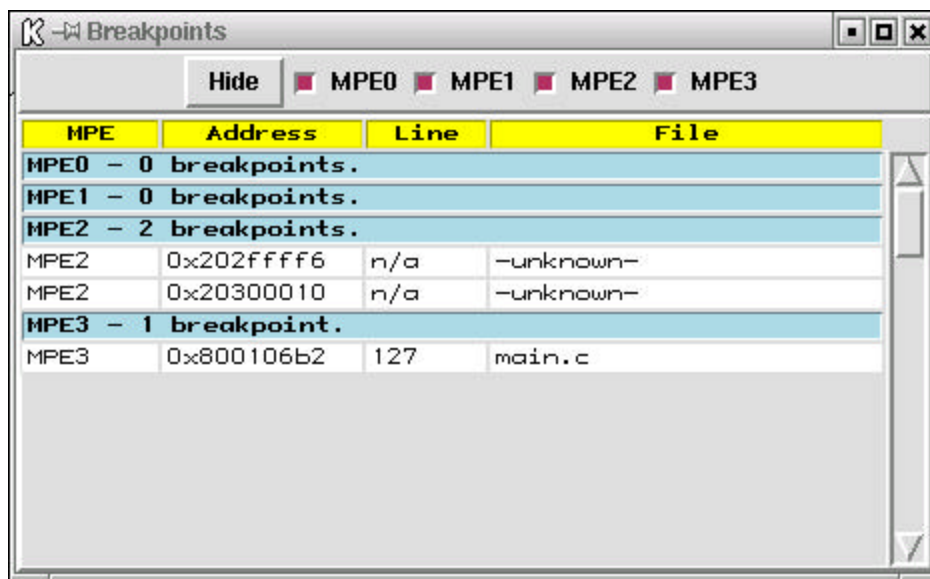 Breakpoints
Hide MPE0 MPE1 MPE2 MPE3
MPE Address Line File
MPE0 – 0 breakpoints.
MPE1 – 0 breakpoints.
MPE2 – 2 breakpoints.
MPE2 0x202ffff6 n/a –unknown–
MPE2 0x20300010 n/a –unknown–
MPE3 – 1 breakpoint.
MPE3 0x800106b2 127 main.c